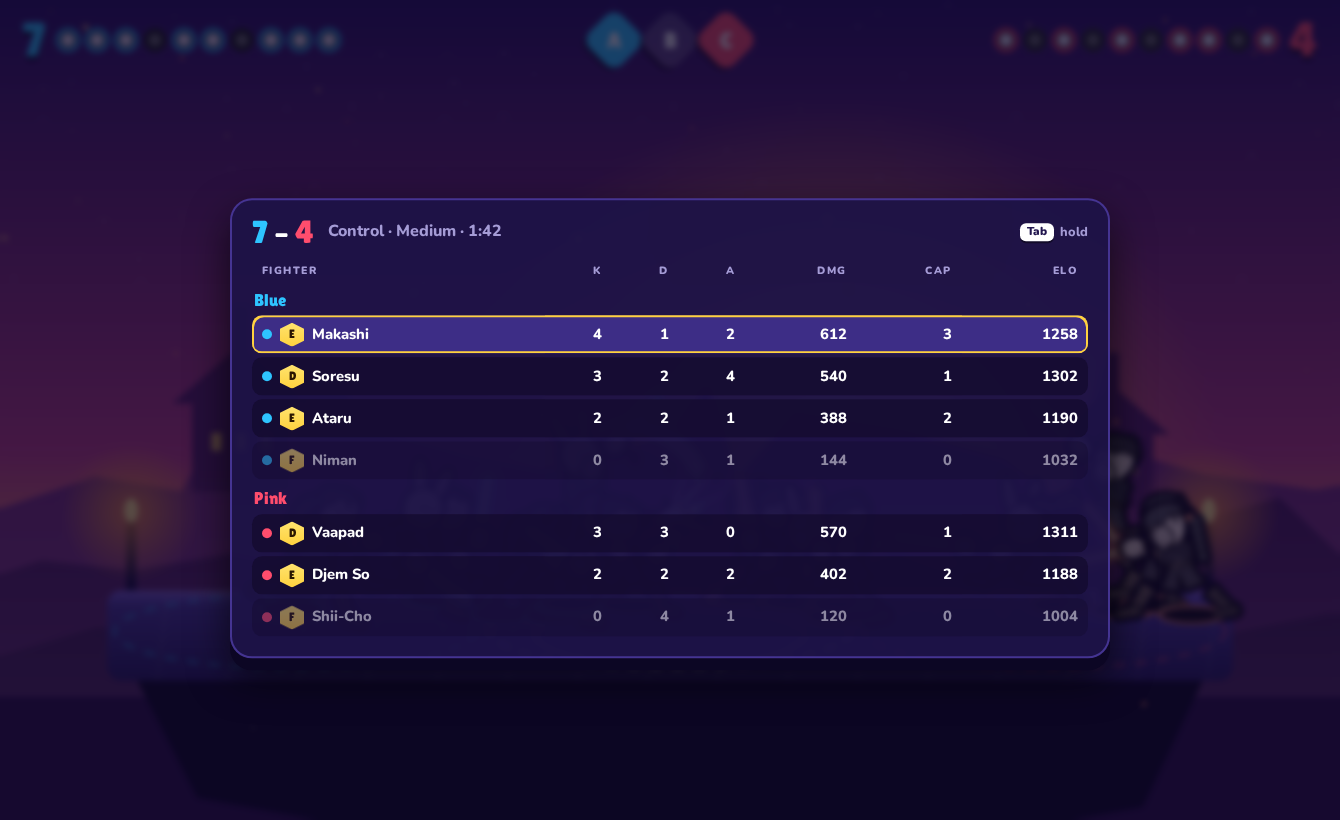 7 A B C 4
7 – 4 Control · Medium · 1:42 Tab hold
FIGHTER K D A DMG CAP ELO
Blue
E Makashi 4 1 2 612 3 1258
D Soresu 3 2 4 540 1 1302
E Ataru 2 2 1 388 2 1190
F Niman 0 3 1 144 0 1032
Pink
D Vaapad 3 3 0 570 1 1311
E Djem So 2 2 2 402 2 1188
F Shii-Cho 0 4 1 120 0 1004